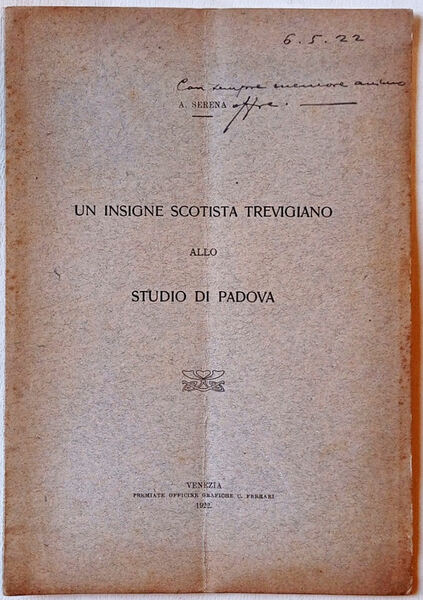 6.5.22
Con sempre memore animo
A. SERENA offre.
UN INSIGNE SCOTISTA TREVIGIANO
ALLO
STUDIO DI PADOVA
VENEZIA
PREMIATE OFFICINE GRAFICHE C. FERRARI
1922.